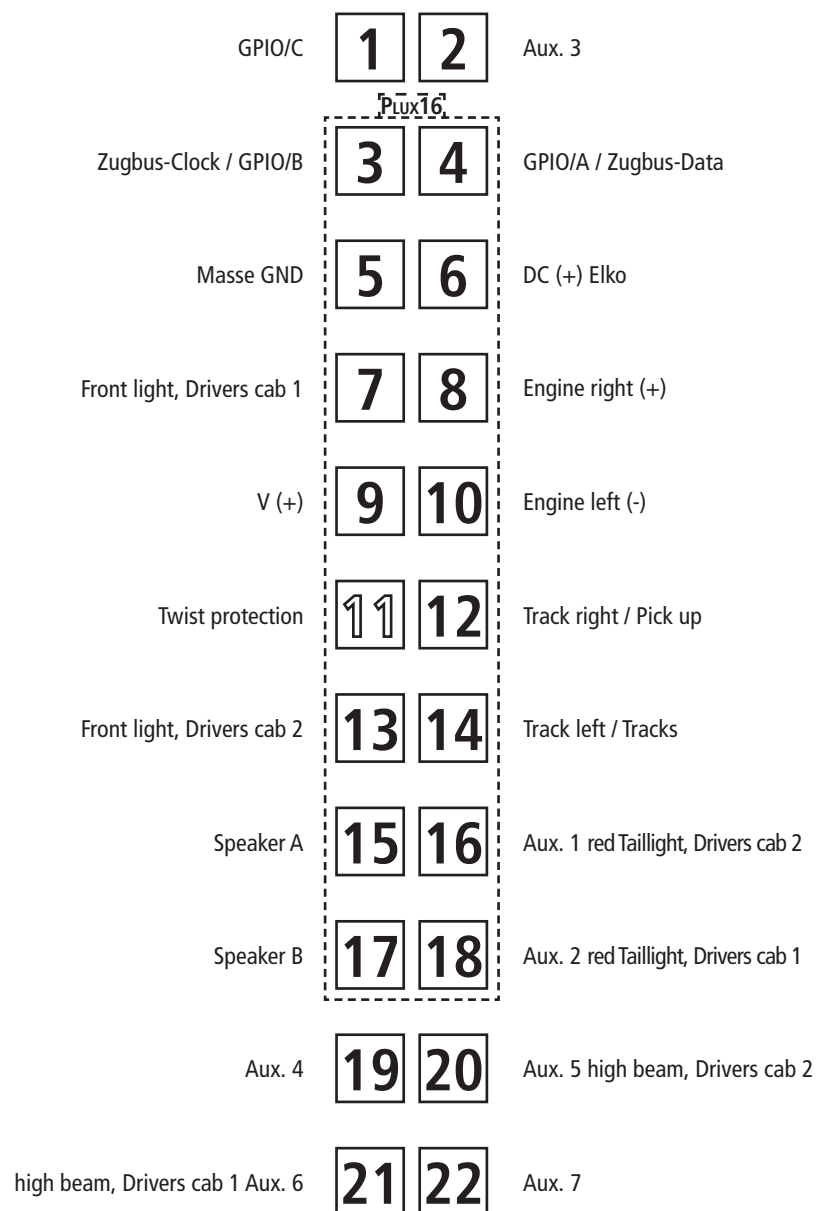 GPIO/C 1 2 Aux. 3
PLUX16
Zugbus-Clock / GPIO/B 3 4 GPIO/A / Zugbus-Data
Masse GND 5 6 DC (+) Elko
Front light, Drivers cab 1 7 8 Engine right (+)
V (+) 9 10 Engine left (-)
Twist protection 11 12 Track right / Pick up
Front light, Drivers cab 2 13 14 Track left / Tracks
Speaker A 15 16 Aux. 1 red Taillight, Drivers cab 2
Speaker B 17 18 Aux. 2 red Taillight, Drivers cab 1
Aux. 4 19 20 Aux. 5 high beam, Drivers cab 2
high beam, Drivers cab 1 Aux. 6 21 22 Aux. 7